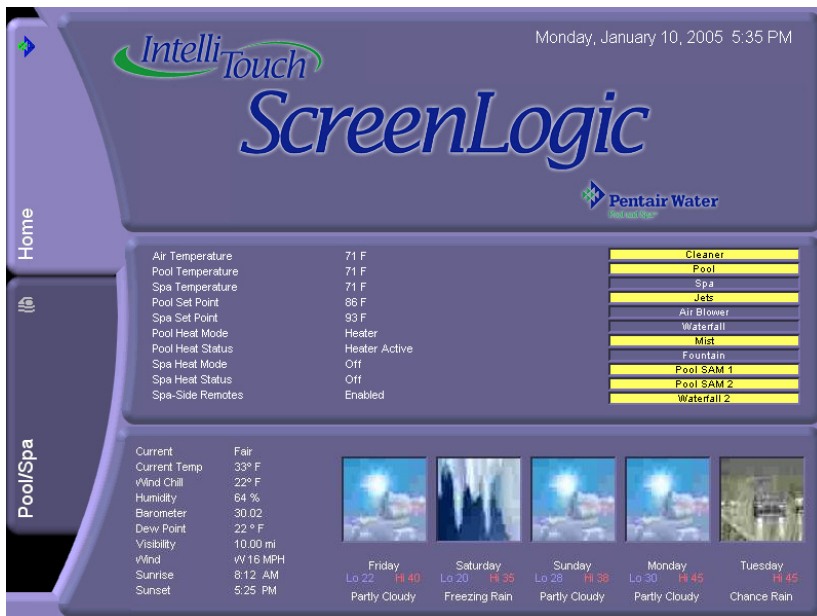 Monday, January 10, 2005 5:35 PM
IntelliTouch
ScreenLogic
Pentair Water
Home
Air Temperature 71 F
Pool Temperature 71 F
Spa Temperature 71 F
Pool Set Point 86 F
Spa Set Point 93 F
Pool Heat Mode Heater
Pool Heat Status Heater Active
Spa Heat Mode Off
Spa Heat Status Off
Spa-Side Remotes Enabled
Cleaner
Pool
Spa
Jets
Air Blower
Waterfall
Mist
Fountain
Pool SAM 1
Pool SAM 2
Waterfall 2
Pool/Spa
Current Fair
Current Temp 33° F
Wind Chill 22° F
Humidity 64 %
Barometer 30.02
Dew Point 22 ° F
Visibility 10.00 mi
Wind W 16 MPH
Sunrise 8:12 AM
Sunset 5:25 PM
Friday
Lo 22 Hi 40
Partly Cloudy
Saturday
Lo 20 Hi 35
Freezing Rain
Sunday
Lo 28 Hi 38
Partly Cloudy
Monday
Lo 30 Hi 45
Partly Cloudy
Tuesday
Hi 45
Chance Rain